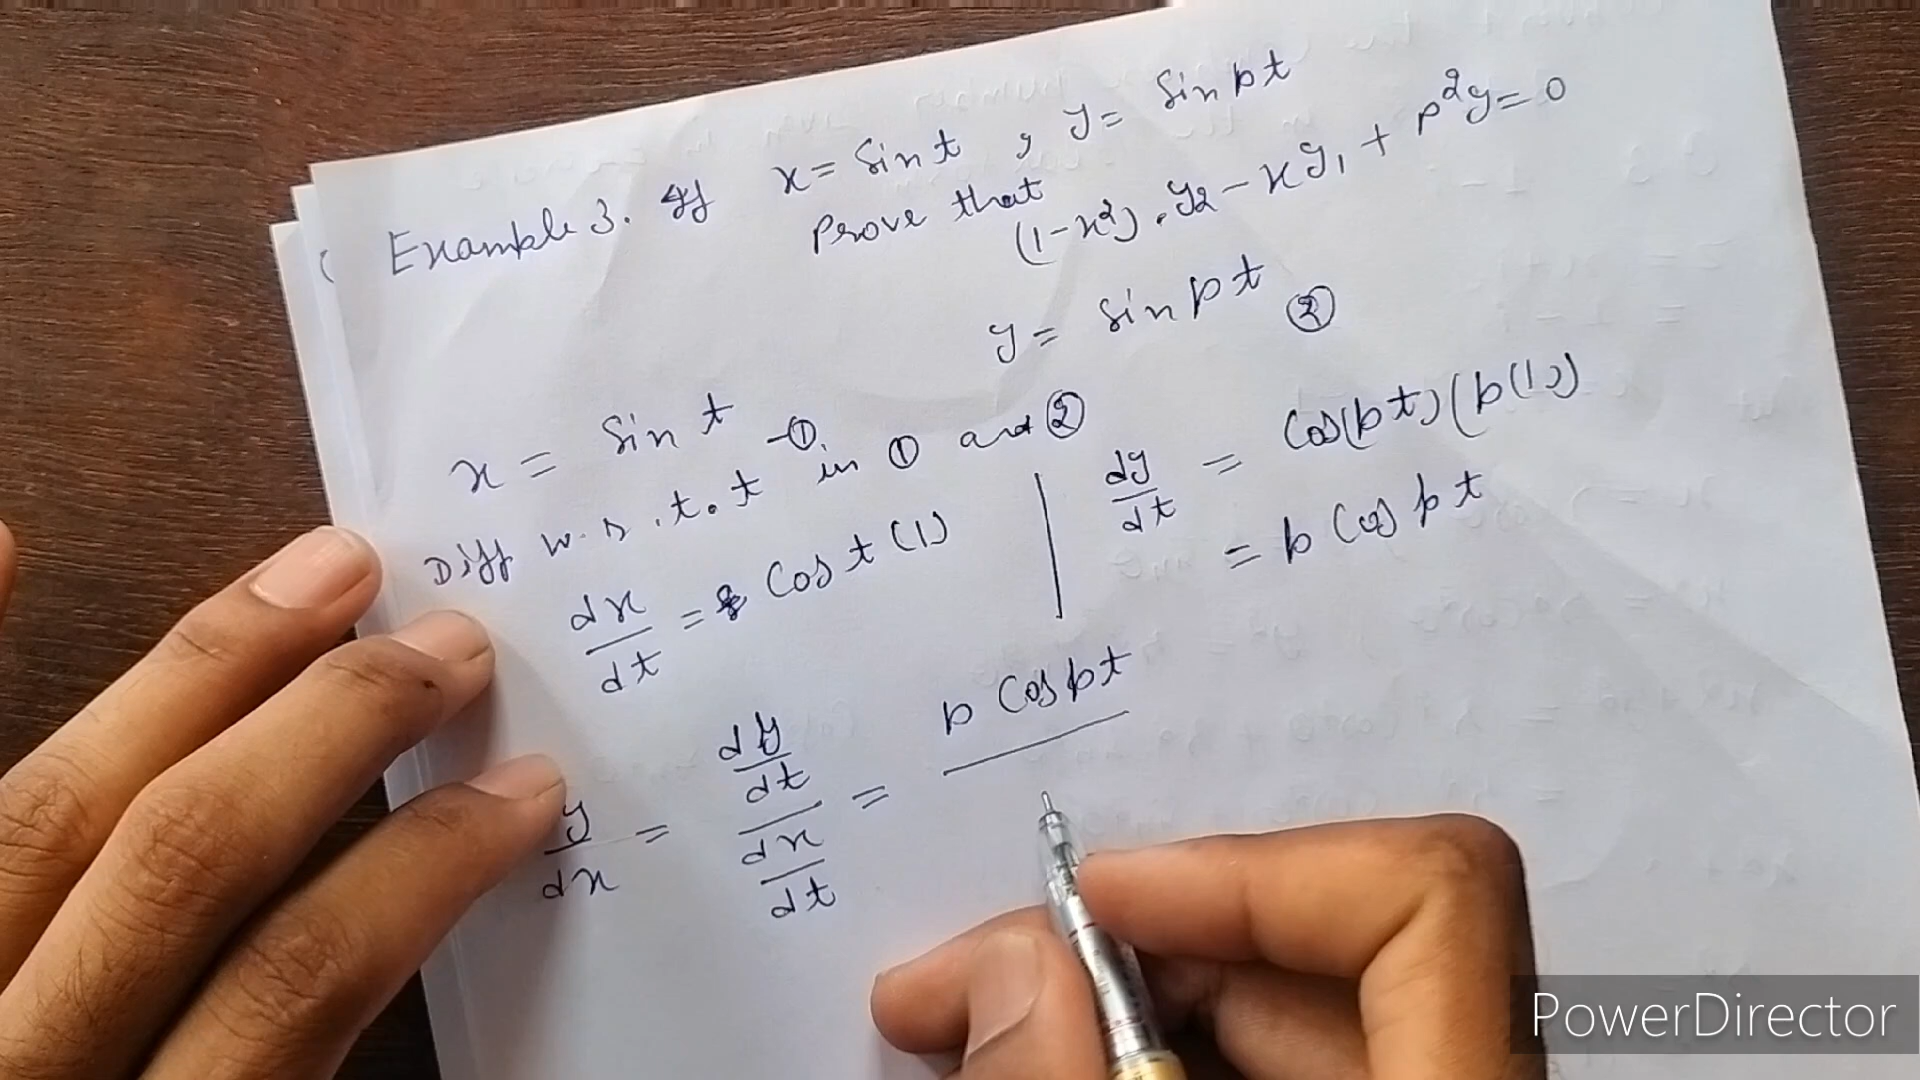 Example 3. If x = Sin t , y = Sin pt
Prove that
(1-x²) . y₂ - xy₁ + p²y = 0
x = Sin t -①. y = Sin pt ②
Diff w.r.t.t in ① and ②
dx/dt = Cos t (1) | dy/dt = Cos(pt)(p(1))
= p Cos pt
y/dx = dy/dt / dx/dt = p Cos pt
PowerDirector